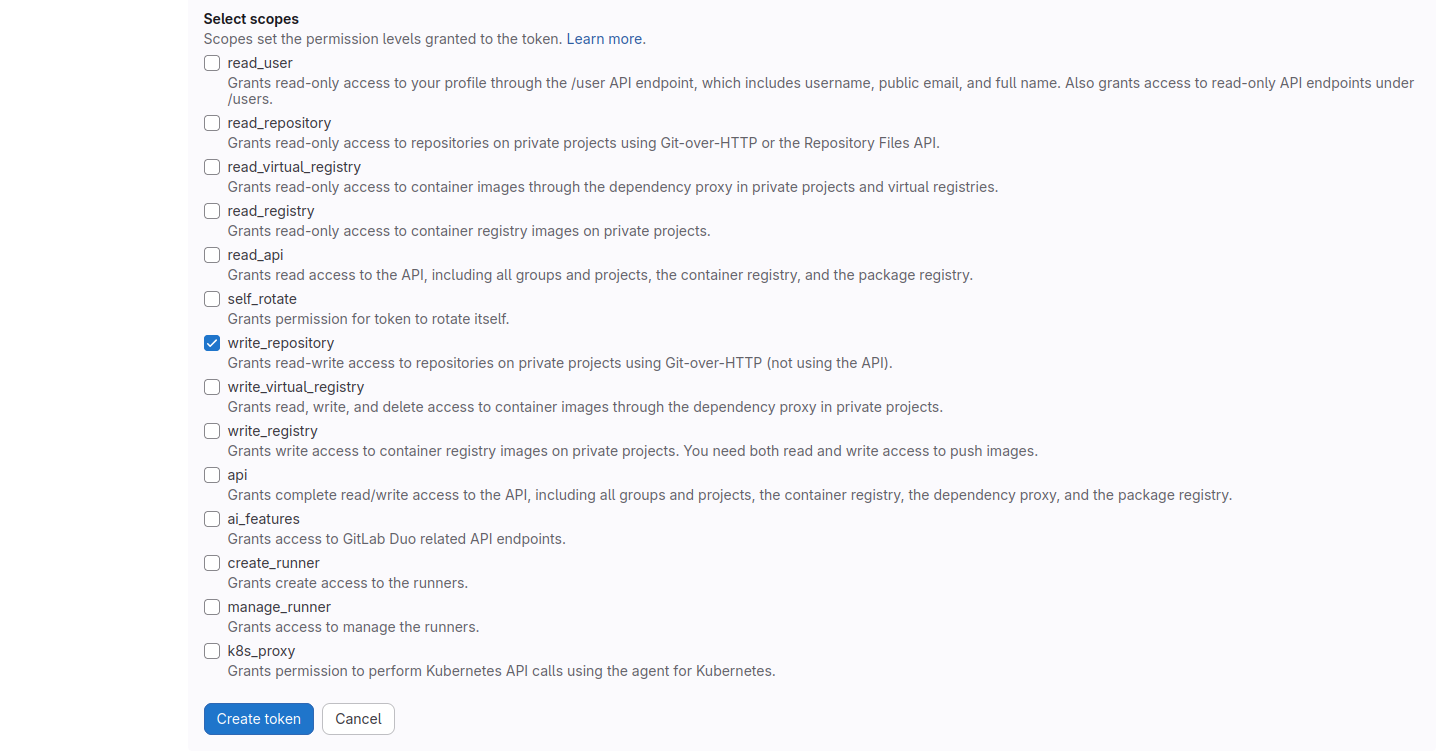 Select scopes
Scopes set the permission levels granted to the token. Learn more.
read_user
Grants read-only access to your profile through the /user API endpoint, which includes username, public email, and full name. Also grants access to read-only API endpoints under
/users.
read_repository
Grants read-only access to repositories on private projects using Git-over-HTTP or the Repository Files API.
read_virtual_registry
Grants read-only access to container images through the dependency proxy in private projects and virtual registries.
read_registry
Grants read-only access to container registry images on private projects.
read_api
Grants read access to the API, including all groups and projects, the container registry, and the package registry.
self_rotate
Grants permission for token to rotate itself.
write_repository
Grants read-write access to repositories on private projects using Git-over-HTTP (not using the API).
write_virtual_registry
Grants read, write, and delete access to container images through the dependency proxy in private projects.
write_registry
Grants write access to container registry images on private projects. You need both read and write access to push images.
api
Grants complete read/write access to the API, including all groups and projects, the container registry, the dependency proxy, and the package registry.
ai_features
Grants access to GitLab Duo related API endpoints.
create_runner
Grants create access to the runners.
manage_runner
Grants access to manage the runners.
k8s_proxy
Grants permission to perform Kubernetes API calls using the agent for Kubernetes.
Create token Cancel